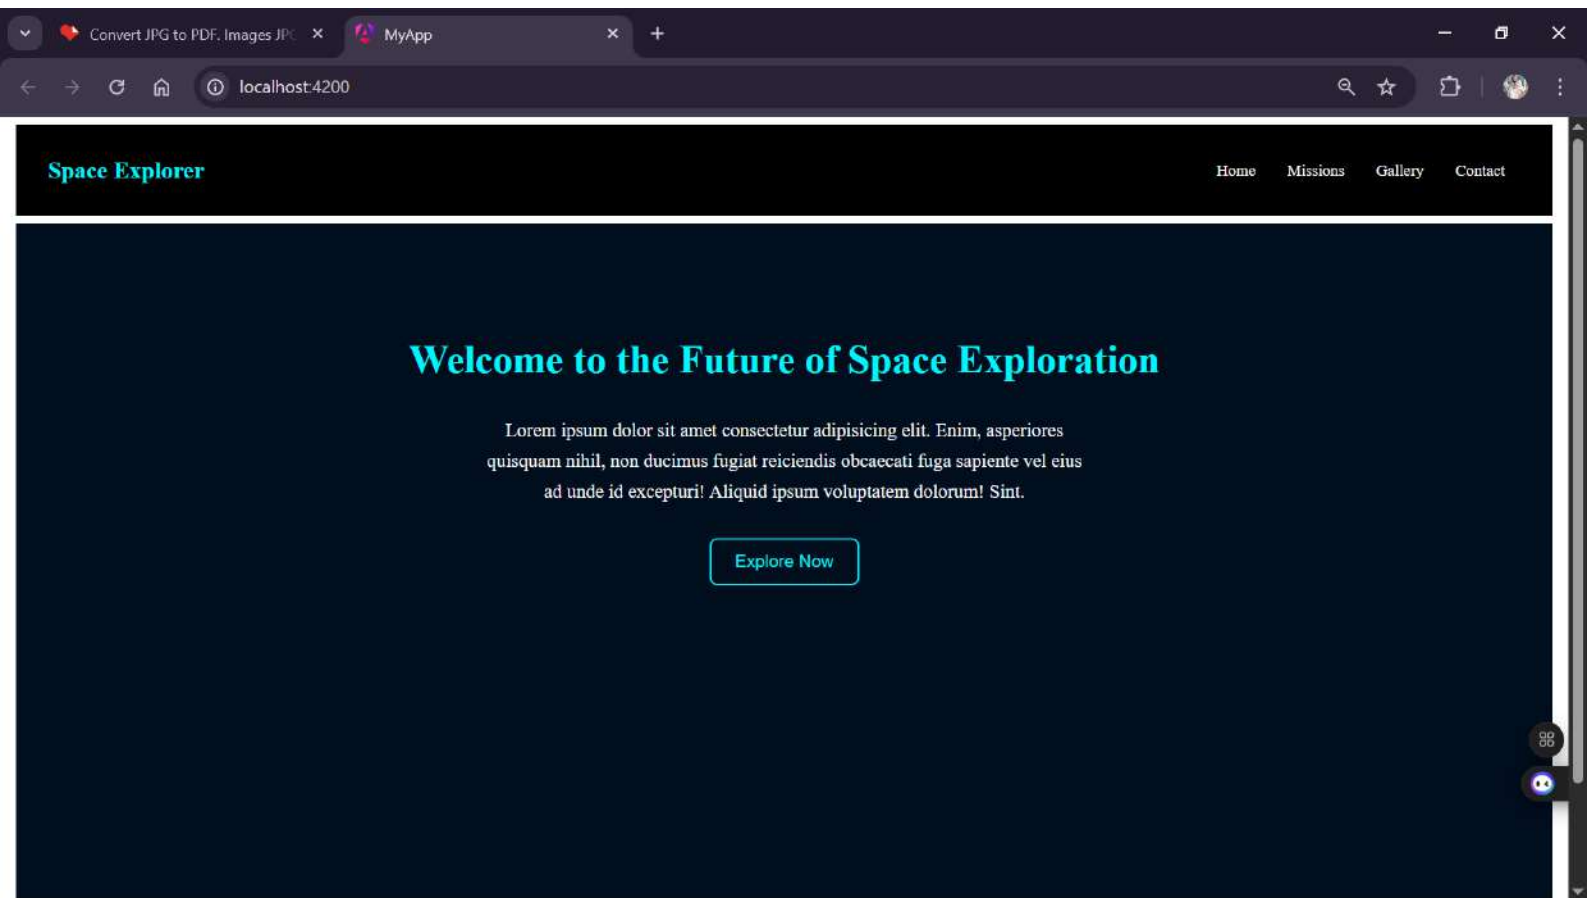 Convert JPG to PDF. Images JPG
MyApp
localhost:4200
Space Explorer
Home Missions Gallery Contact
Welcome to the Future of Space Exploration
Lorem ipsum dolor sit amet consectetur adipisicing elit. Enim, asperiores
quisquam nihil, non ducimus fugiat reiciendis obcaecati fuga sapiente vel eius
ad unde id excepturi! Aliquid ipsum voluptatem dolorum! Sint.
Explore Now